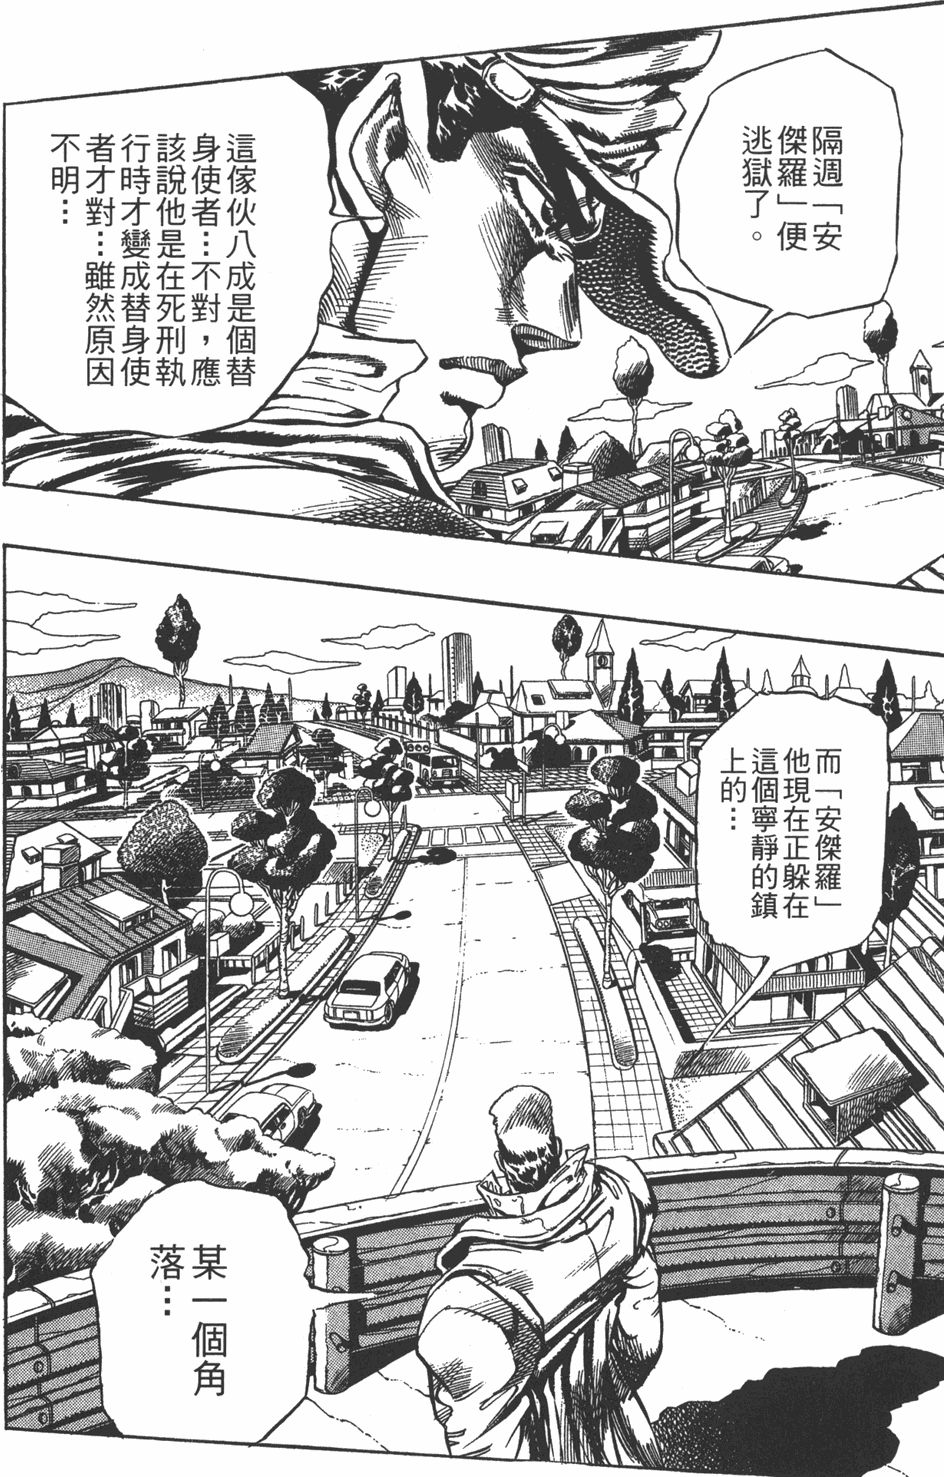 隔週「安
傑羅」便
逃獄了。
這傢伙八成是個替
身使者…不對，應
該說他是在死刑執
行時才變成替身使
者才對…雖然原因
不明…
而「安傑羅」
他現在正躲在
這個寧靜的鎮
上的…
某一個角
落…